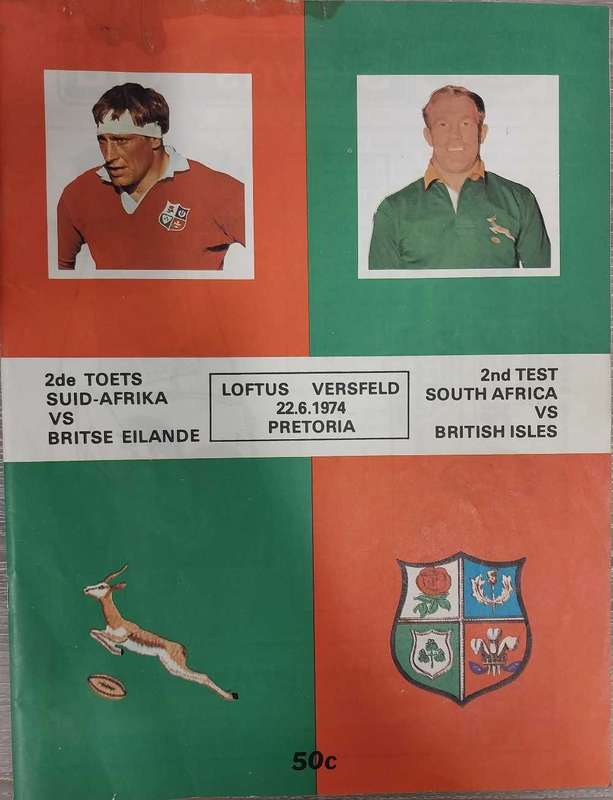 2de TOETS
SUID-AFRIKA
VS
BRITSE EILANDE
LOFTUS VERSFELD
22.6.1974
PRETORIA
2nd TEST
SOUTH AFRICA
VS
BRITISH ISLES
50c